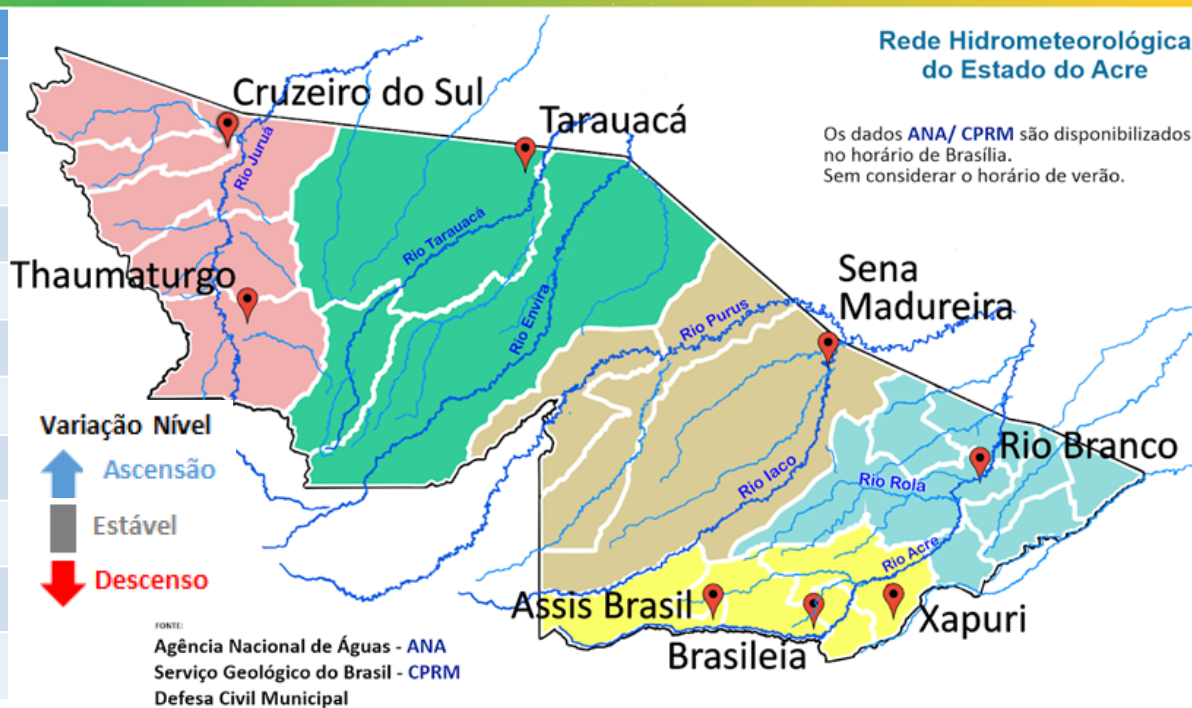 Rede Hidrometeorológica
do Estado do Acre
Os dados ANA/ CPRM são disponibilizados
no horário de Brasília.
Sem considerar o horário de verão.
Cruzeiro do Sul
Tarauacá
Rio Juruá
Rio Tarauacá
Thaumaturgo
Rio Envira
Sena
Madureira
Rio Purus
Variação Nível
Ascensão
Estável
Descenso
Rio Branco
Rio Iaco
Rio Rola
Rio Acre
Assis Brasil
Xapuri
Brasileia
FONTE:
Agência Nacional de Águas - ANA
Serviço Geológico do Brasil - CPRM
Defesa Civil Municipal